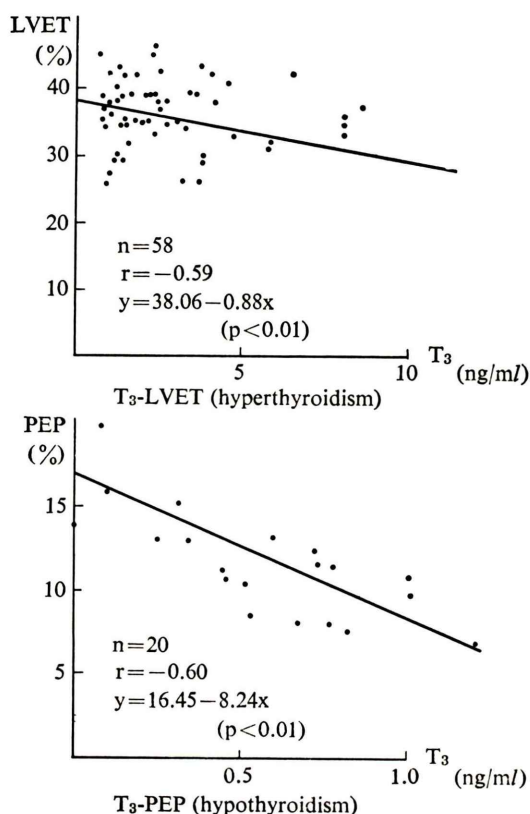 LVET
(%)
40
30
20
10
n=58
r=−0.59
y=38.06−0.88x
(p<0.01)
5
10
T₃
(ng/ml)
T₃-LVET (hyperthyroidism)
PEP
(%)
15
10
5
n=20
r=−0.60
y=16.45−8.24x
(p<0.01)
0.5
1.0
T₃
(ng/ml)
T₃-PEP (hypothyroidism)